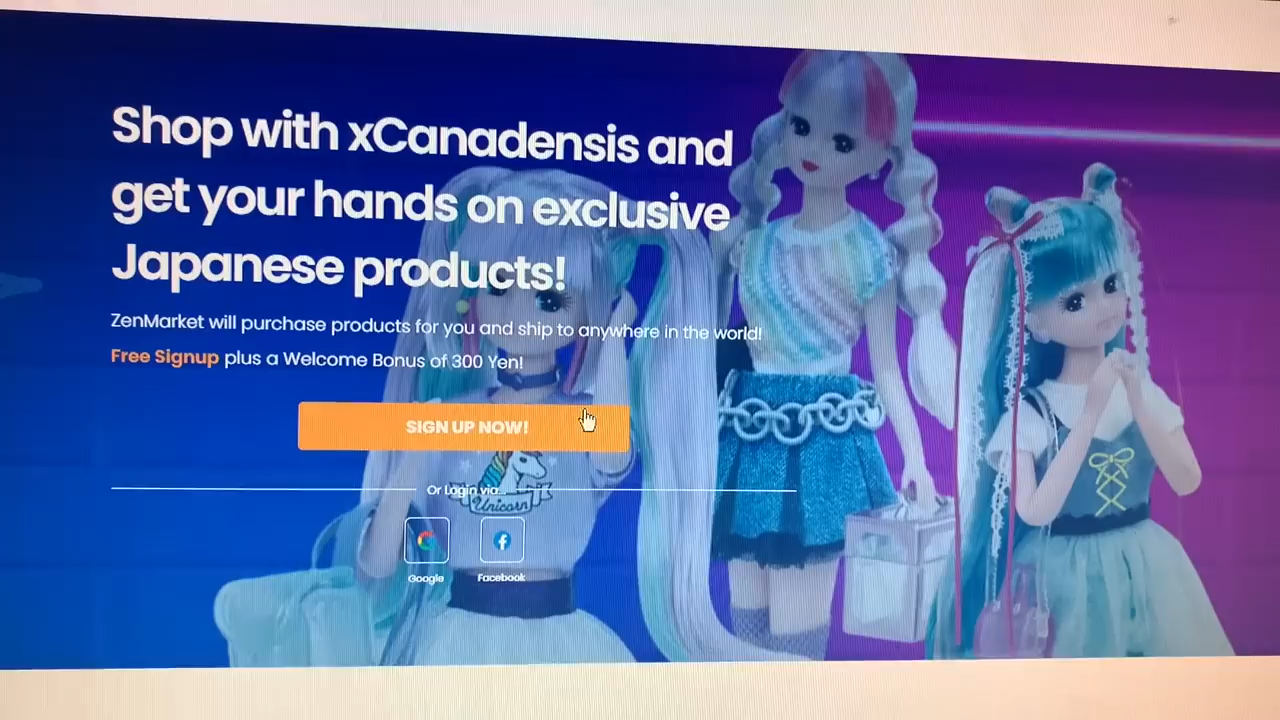 Shop with xCanadensis and
get your hands on exclusive
Japanese products!
ZenMarket will purchase products for you and ship to anywhere in the world!
Free Signup plus a Welcome Bonus of 300 Yen!
SIGN UP NOW!
Or Login via...
Unicorn
Google
Facebook